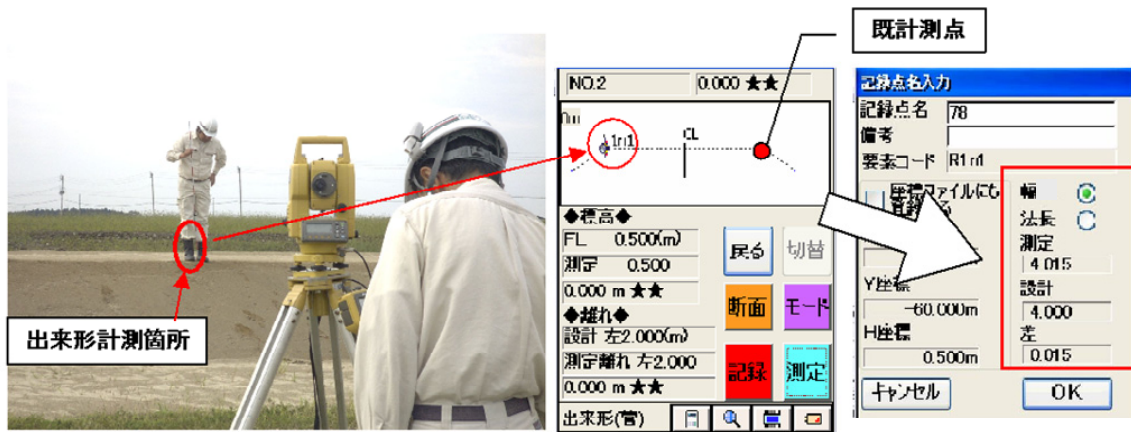 既計測点
出来形計測箇所
NO.2 0.000 ★★
1n1
CL
◆標高◆
FL 0.500(m)
測定 0.500
0.000 m ★★
◆離れ◆
設計 左2.000(m)
測定離れ 左2.000
0.000 m ★★
戻る 切替
断面 モード
記録 測定
出来形(管)
記録点名入力
記録点名 78
備考
要素コード R1n1
幅
法長
測定
4.015
設計
4.000
差
0.015
Y座標
-60.000m
H座標
0.500m
キャンセル OK